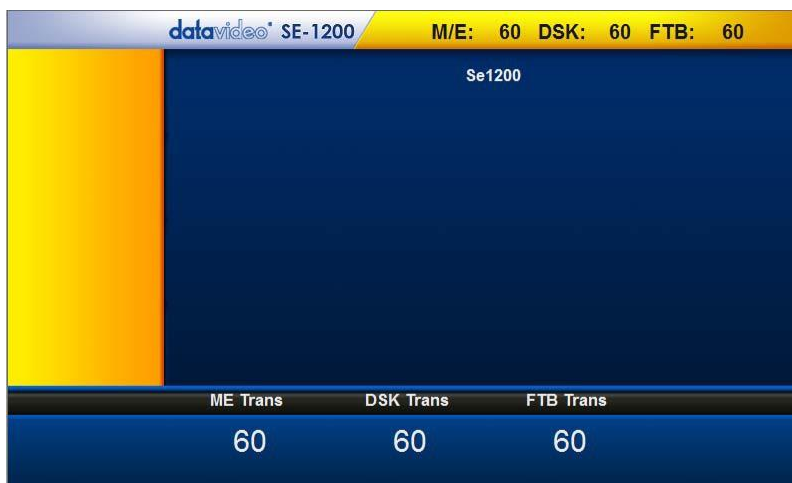 datavideo SE-1200 M/E: 60 DSK: 60 FTB: 60
Se1200
ME Trans DSK Trans FTB Trans
60 60 60